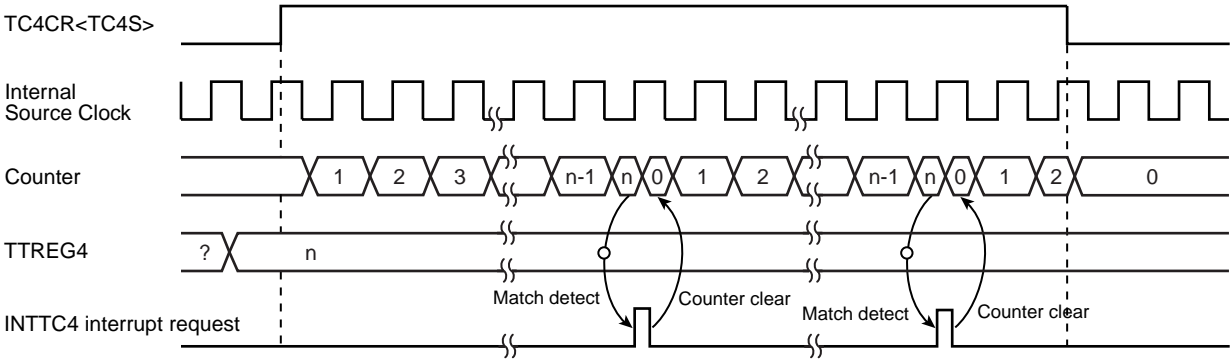 TC4CR<TC4S>
Internal
Source Clock
Counter 1 2 3 n-1 n 0 1 2 n-1 n 0 1 2 0
TTREG4 ? n
Match detect Counter clear Match detect Counter clear
INTTC4 interrupt request